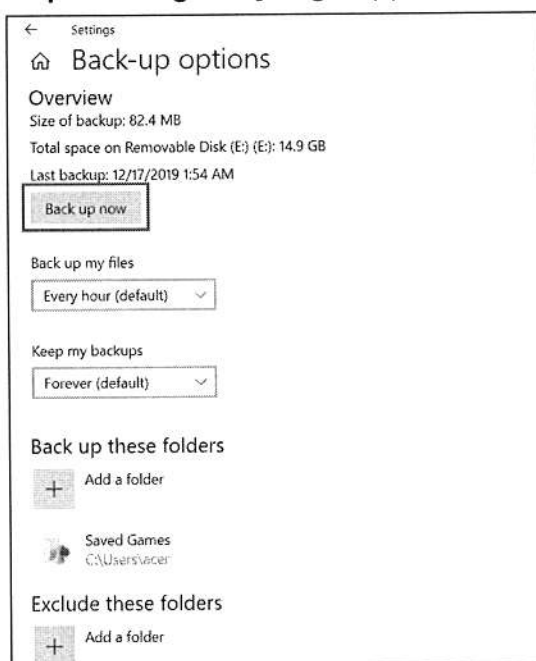 Settings
Back-up options
Overview
Size of backup: 82.4 MB
Total space on Removable Disk (E:) (E:): 14.9 GB
Last backup: 12/17/2019 1:54 AM
Back up now
Back up my files
Every hour (default)
Keep my backups
Forever (default)
Back up these folders
Add a folder
Saved Games
C:\Users\acer
Exclude these folders
Add a folder